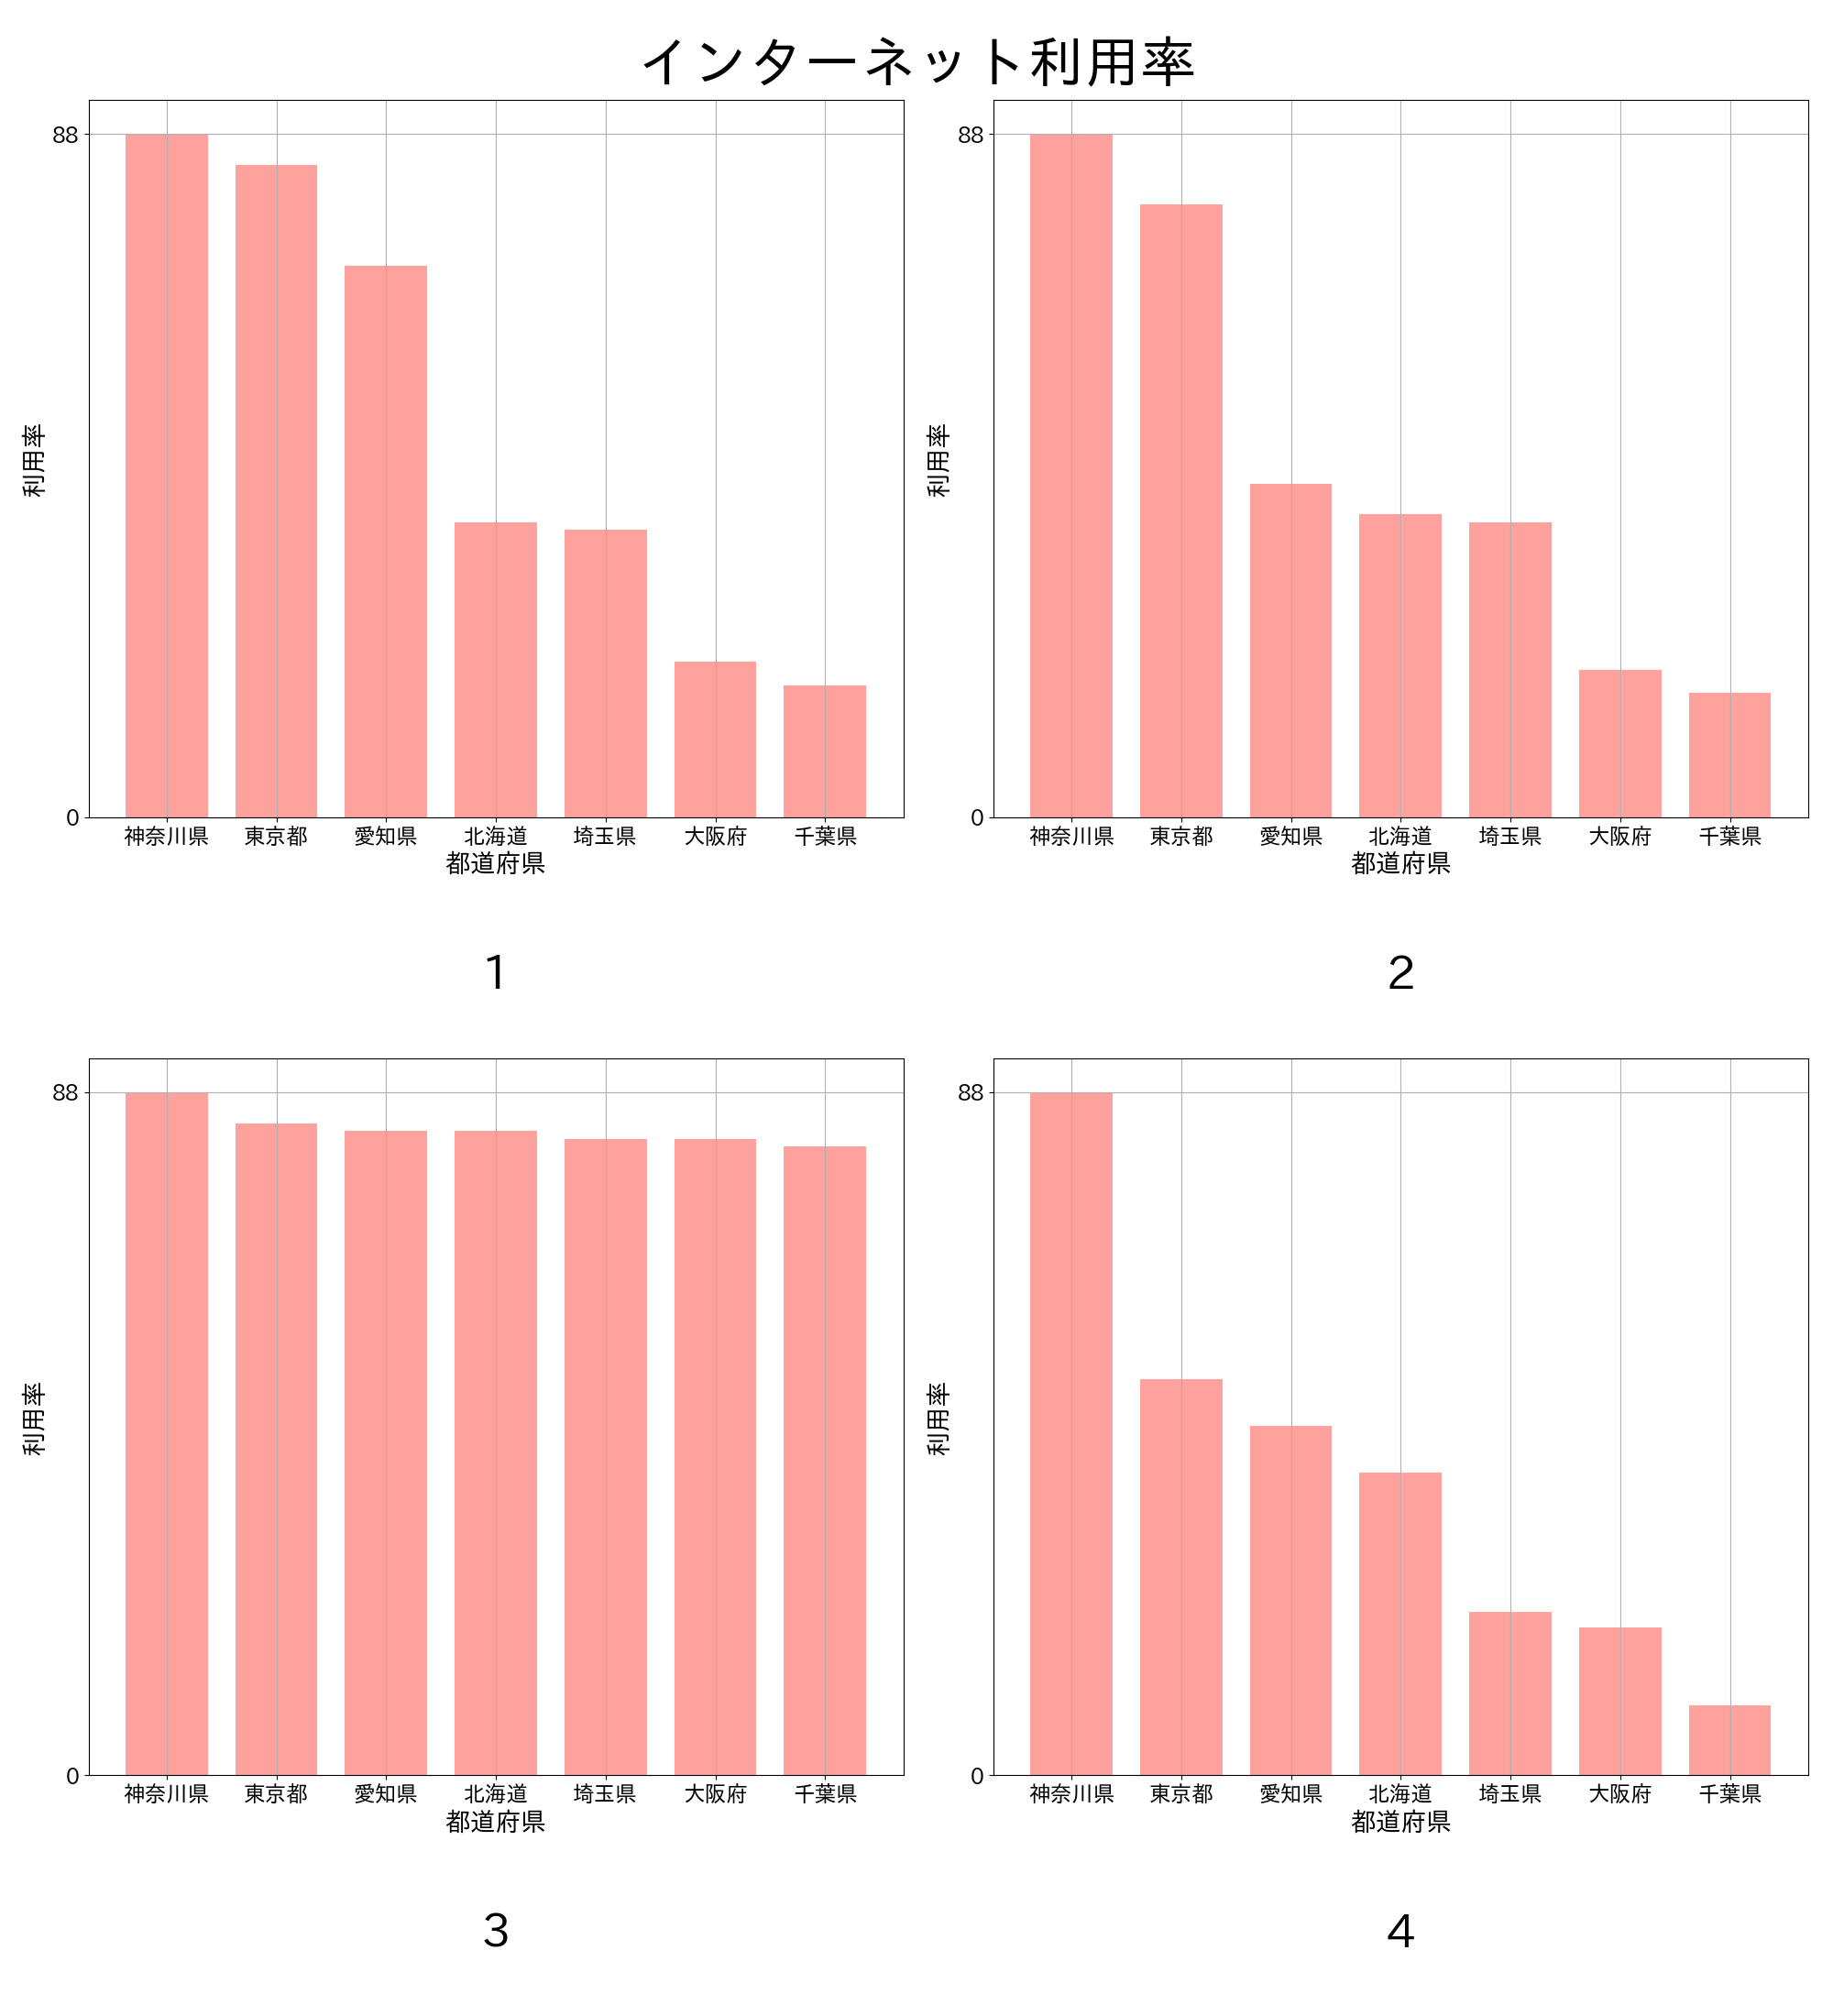 インターネット利用率
88
0
利用率
神奈川県 東京都 愛知県 北海道 埼玉県 大阪府 千葉県
都道府県
1
88
0
利用率
神奈川県 東京都 愛知県 北海道 埼玉県 大阪府 千葉県
都道府県
2
88
0
利用率
神奈川県 東京都 愛知県 北海道 埼玉県 大阪府 千葉県
都道府県
3
88
0
利用率
神奈川県 東京都 愛知県 北海道 埼玉県 大阪府 千葉県
都道府県
4